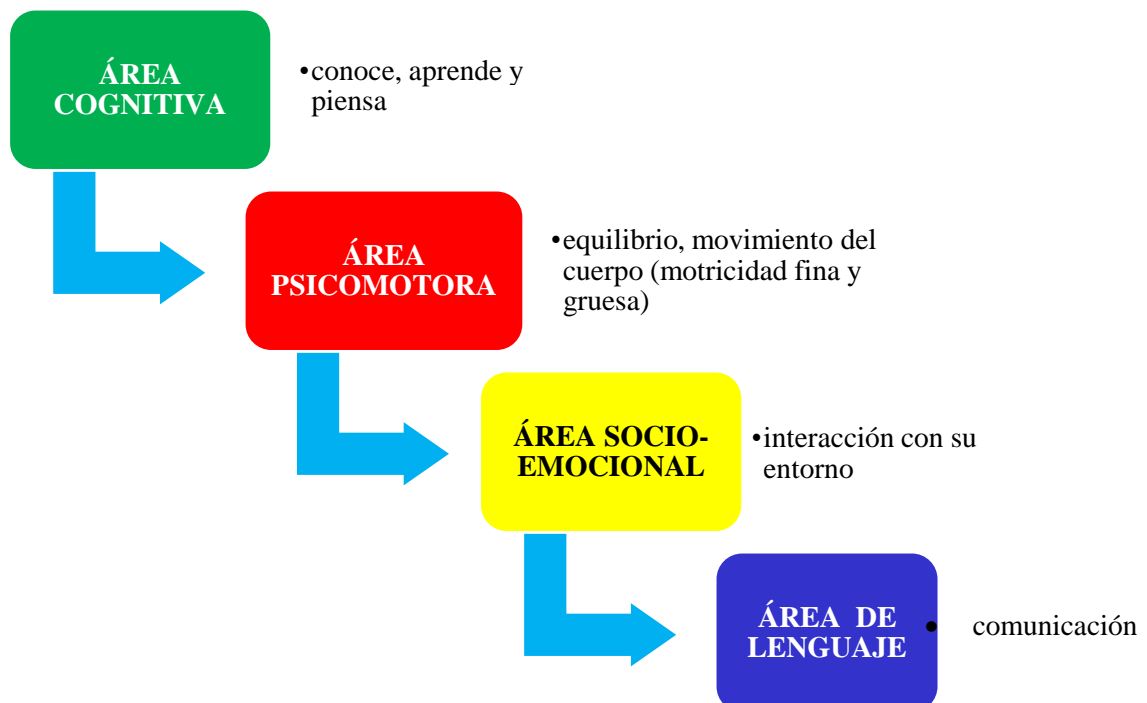 ÁREA
COGNITIVA
•conoce, aprende y
piensa
ÁREA
PSICOMOTORA
•equilibrio, movimiento del
cuerpo (motricidad fina y
gruesa)
ÁREA SOCIO-
EMOCIONAL
•interacción con su
entorno
ÁREA DE
LENGUAJE
• comunicación